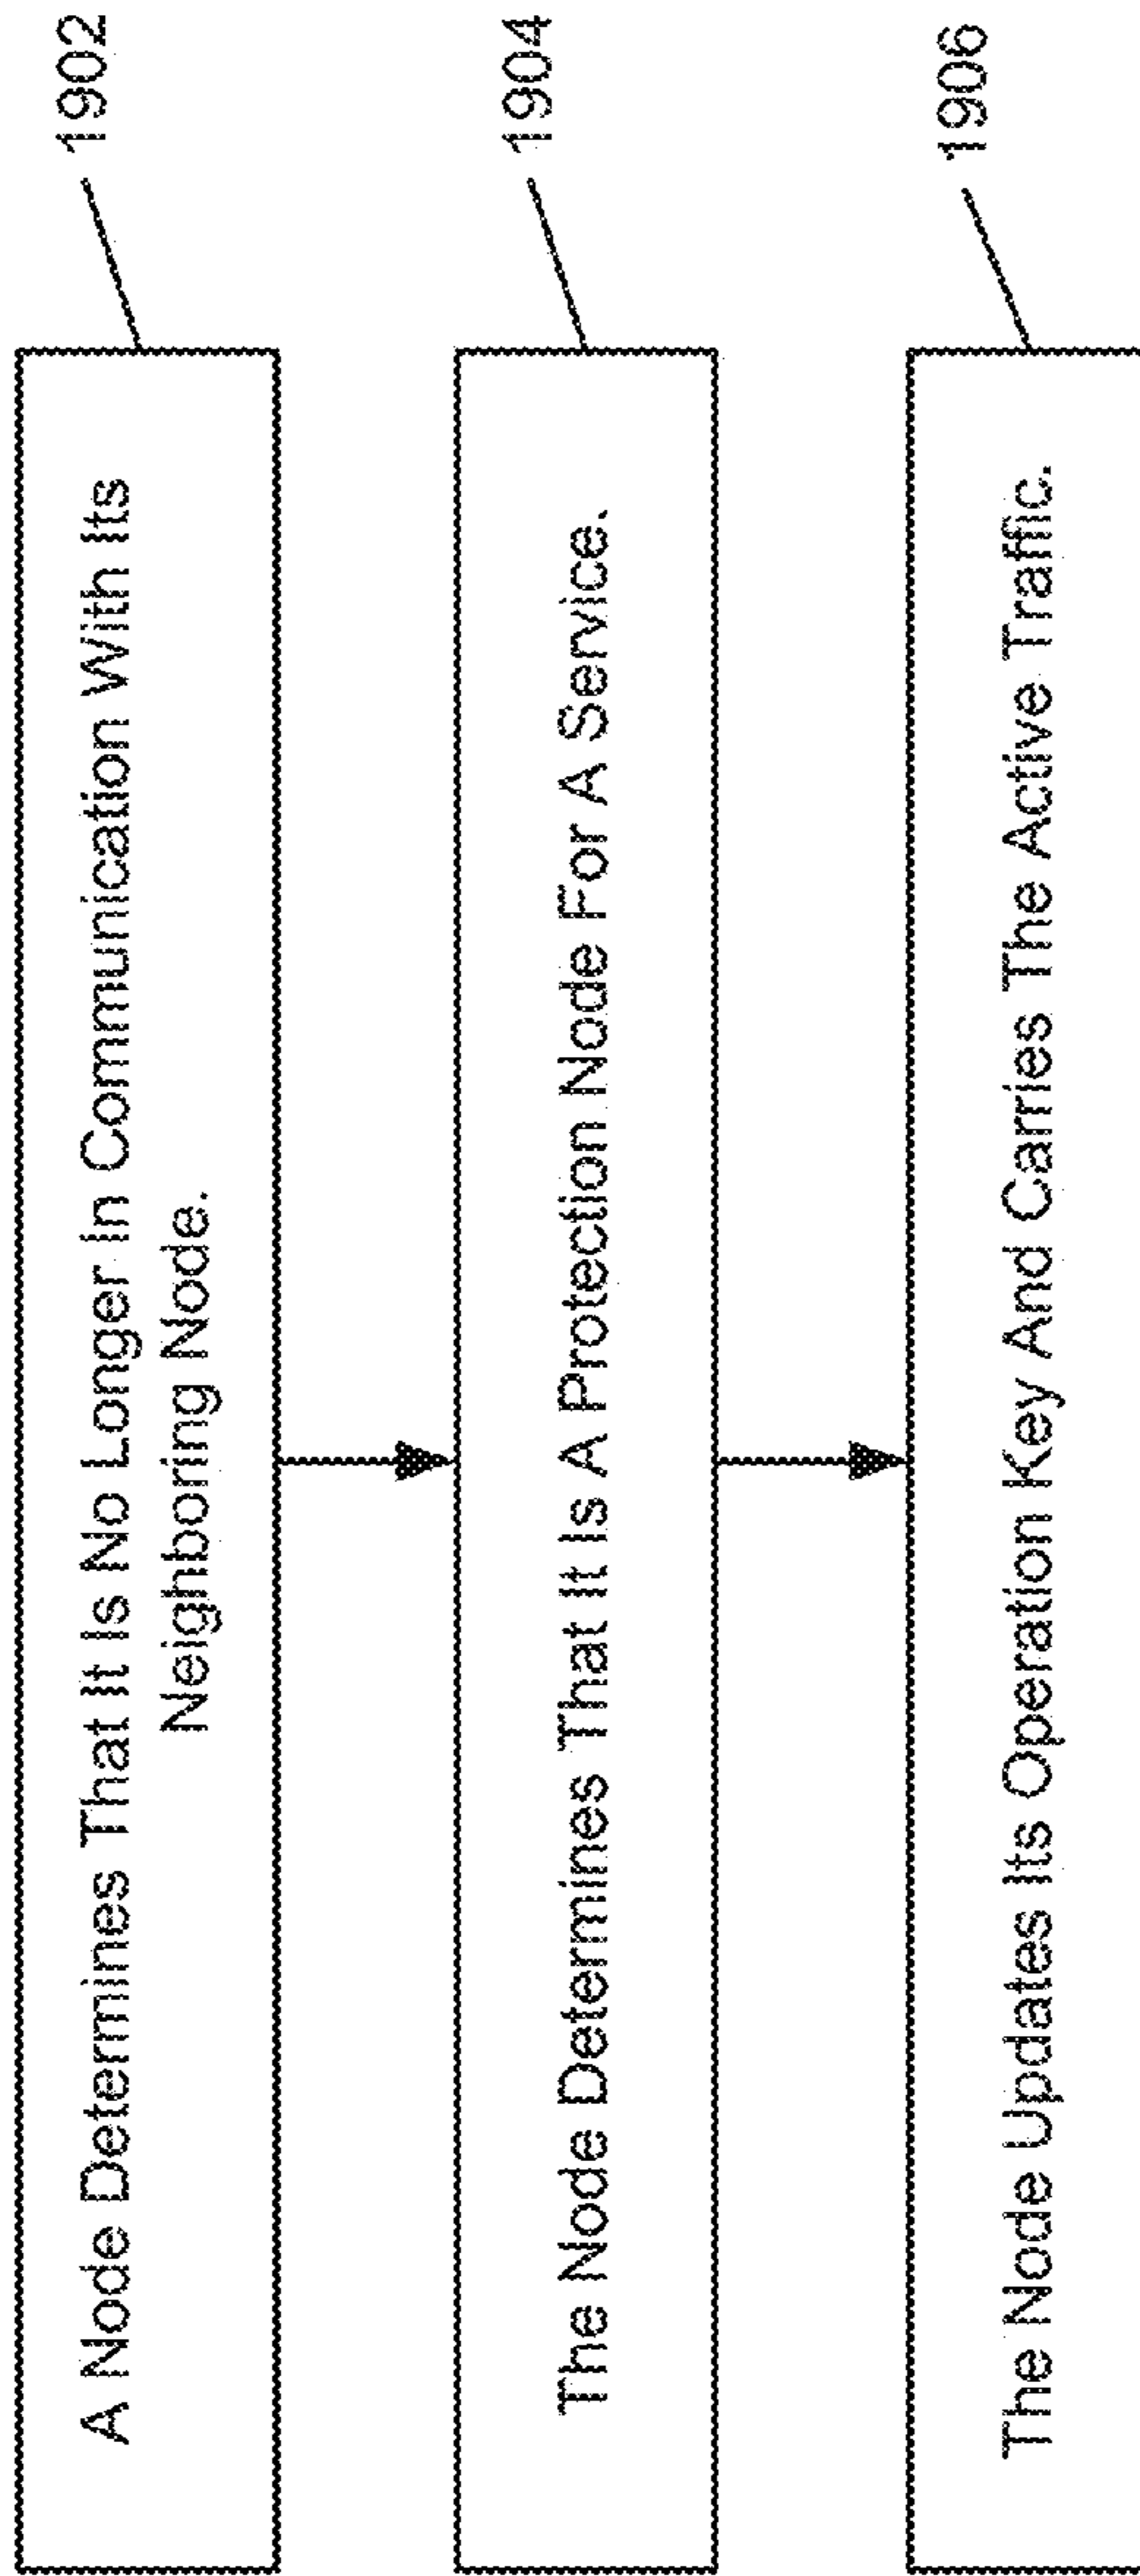 A Node Determines That It Is No Longer In Communication With Its
Neighboring Node.
1902
The Node Determines That It Is A Protection Node For A Service.
1904
The Node Updates Its Operation Key And Carries The Active Traffic.
1906